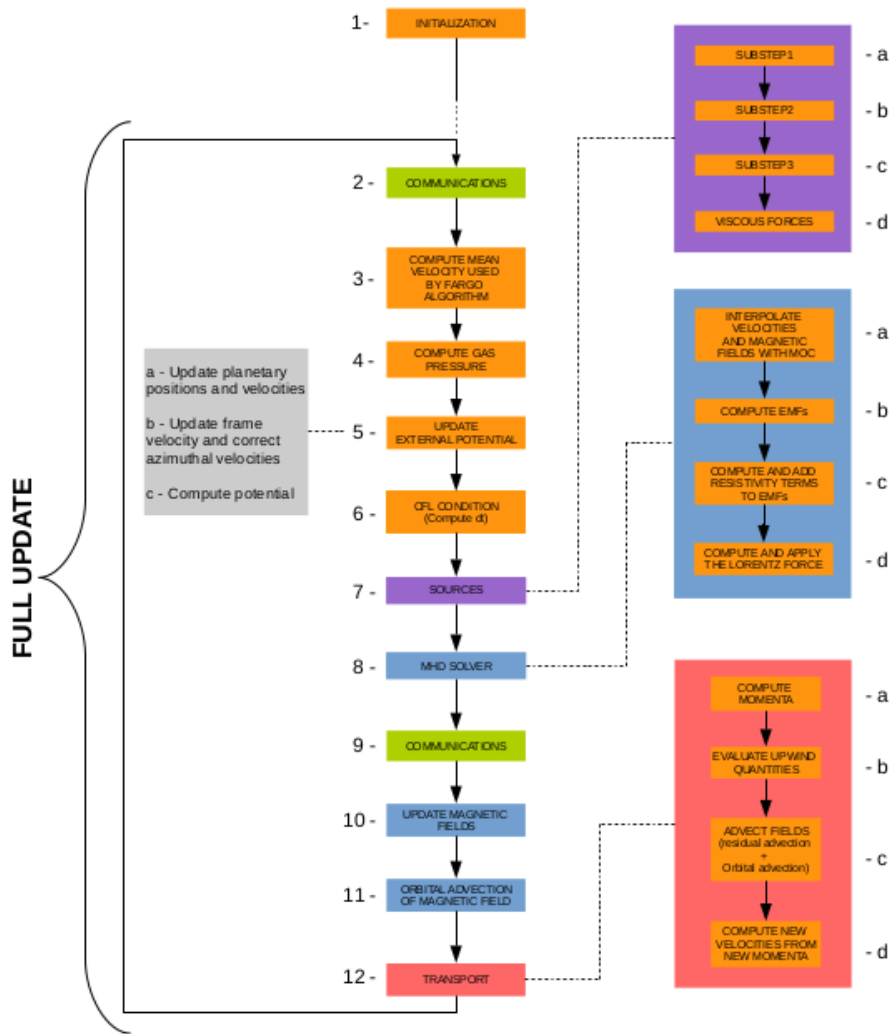 1-
INITIALIZATION
2 -
COMMUNICATIONS
3 -
COMPUTE MEAN
VELOCITY USED
BY FARGO
ALGORITHM
4 -
COMPUTE GAS
PRESSURE
5 -
UPDATE
EXTERNAL POTENTIAL
a - Update planetary
positions and velocities
b - Update frame
velocity and correct
azimuthal velocities
c - Compute potential
6 -
CFL CONDITION
(Compute dt)
7 -
SOURCES
8 -
MHD SOLVER
9 -
COMMUNICATIONS
10 -
UPDATE MAGNETIC
FIELDS
11 -
ORBITAL ADVECTION
OF MAGNETIC FIELD
12 -
TRANSPORT
FULL UPDATE
SUBSTEP1
- a
SUBSTEP2
- b
SUBSTEP3
- c
VISCOUS FORCES
- d
INTERPOLATE
VELOCITIES
AND MAGNETIC
FIELDS WITH MOC
- a
COMPUTE EMFs
- b
COMPUTE AND ADD
RESISTIVITY TERMS
TO EMFs
- c
COMPUTE AND APPLY
THE LORENTZ FORCE
- d
COMPUTE
MOMENTA
- a
EVALUATE UPWIND
QUANTITIES
- b
ADVECT FIELDS
(residual advection
+
Orbital advection)
- c
COMPUTE NEW
VELOCITIES FROM
NEW MOMENTA
- d